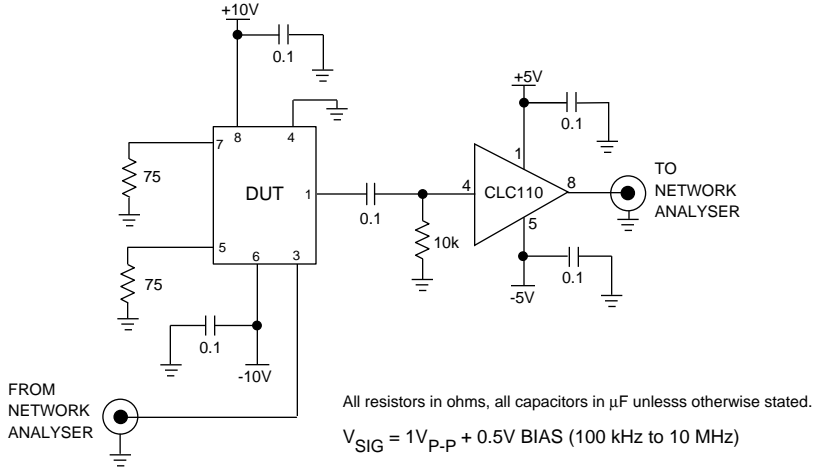 +10V
0.1
+5V
0.1
8
4
7
75
DUT
1
0.1
4
1
CLC110
8
5
TO
NETWORK
ANALYSER
10k
5
75
6
3
0.1
-5V
0.1
-10V
FROM
NETWORK
ANALYSER
All resistors in ohms, all capacitors in µF unlesss otherwise stated.
VSIG = 1VP-P + 0.5V BIAS (100 kHz to 10 MHz)